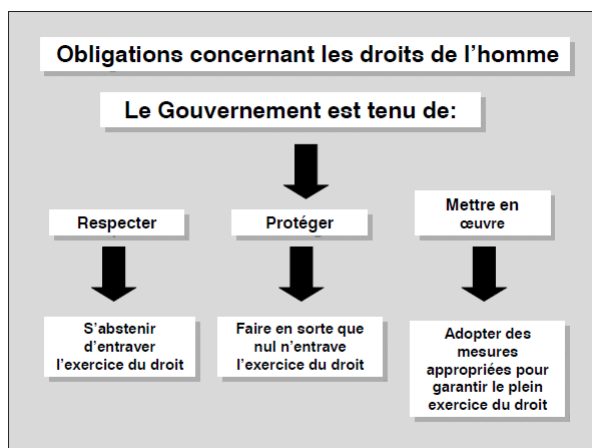 Obligations concernant les droits de l'homme
Le Gouvernement est tenu de:
Respecter
Protéger
Mettre en
œuvre
S'abstenir
d'entraver
l'exercice du droit
Faire en sorte que
nul n'entrave
l'exercice du droit
Adopter des
mesures
appropriées pour
garantir le plein
exercice du droit